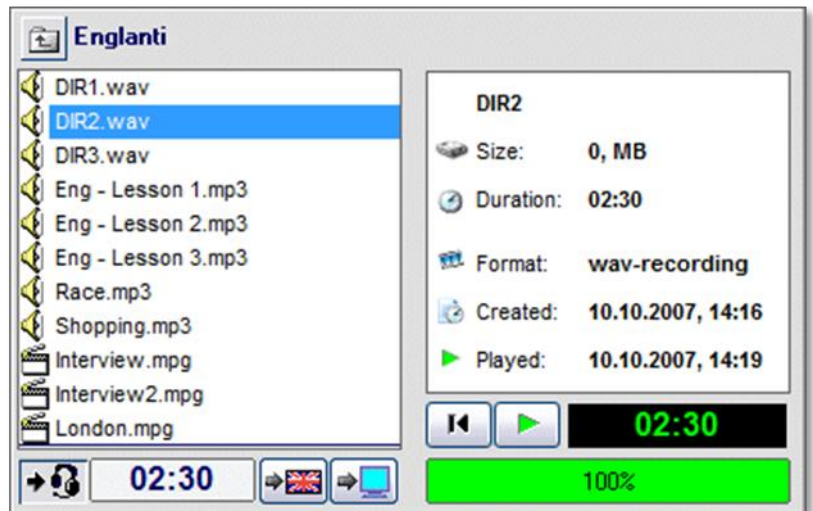 Englanti
DIR1.wav
DIR2.wav
DIR3.wav
Eng - Lesson 1.mp3
Eng - Lesson 2.mp3
Eng - Lesson 3.mp3
Race.mp3
Shopping.mp3
Interview.mpg
Interview2.mpg
London.mpg
02:30
DIR2
Size: 0, MB
Duration: 02:30
Format: wav-recording
Created: 10.10.2007, 14:16
Played: 10.10.2007, 14:19
02:30
100%